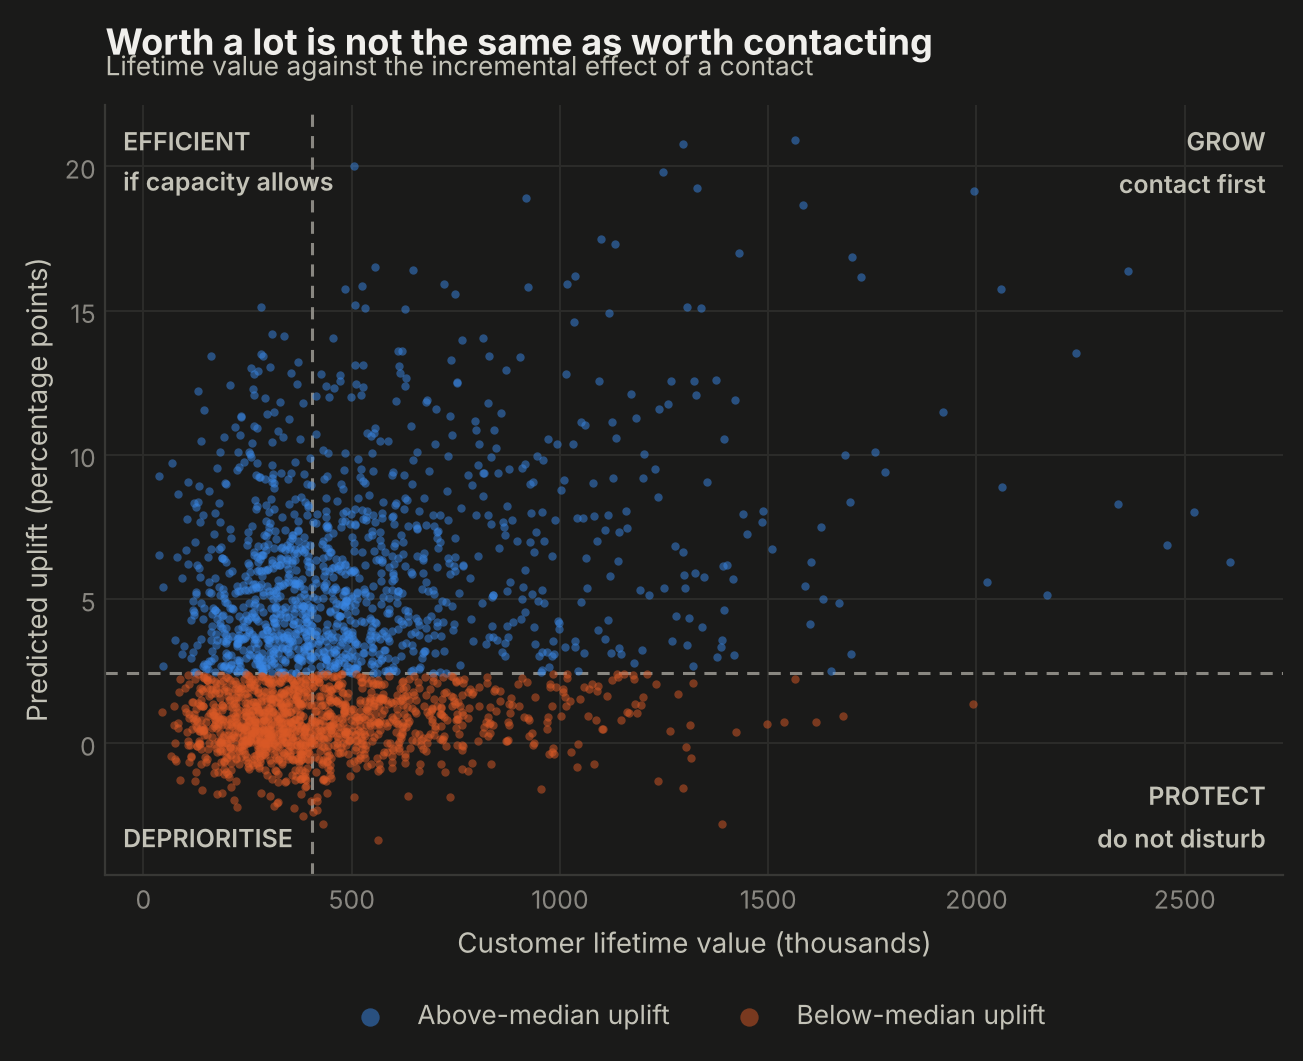 Worth a lot is not the same as worth contacting
Lifetime value against the incremental effect of a contact
EFFICIENT
if capacity allows
GROW
contact first
PROTECT
do not disturb
DEPRIORITISE
Predicted uplift (percentage points)
20
15
10
5
0
0 500 1000 1500 2000 2500
Customer lifetime value (thousands)
Above-median uplift Below-median uplift